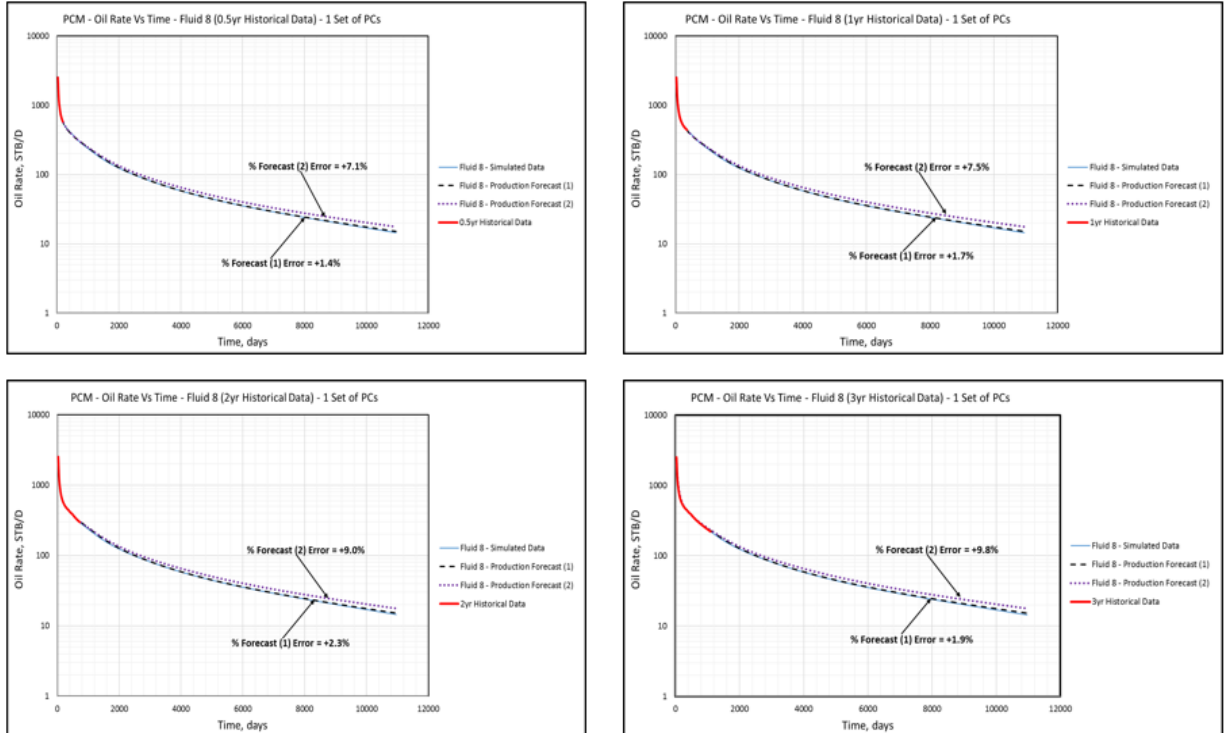 PCM - Oil Rate Vs Time - Fluid 8 (0.5yr Historical Data) - 1 Set of PCs
10000
1000
100
10
1
Oil Rate, STB/D
% Forecast (2) Error = +7.1%
% Forecast (1) Error = +1.4%
0 2000 4000 6000 8000 10000 12000
Time, days
Fluid 8 - Simulated Data
Fluid 8 - Production Forecast (1)
Fluid 8 - Production Forecast (2)
0.5yr Historical Data
PCM - Oil Rate Vs Time - Fluid 8 (1yr Historical Data) - 1 Set of PCs
10000
1000
100
10
1
Oil Rate, STB/D
% Forecast (2) Error = +7.5%
% Forecast (1) Error = +1.7%
0 2000 4000 6000 8000 10000 12000
Time, days
Fluid 8 - Simulated Data
Fluid 8 - Production Forecast (1)
Fluid 8 - Production Forecast (2)
1yr Historical Data
PCM - Oil Rate Vs Time - Fluid 8 (2yr Historical Data) - 1 Set of PCs
10000
1000
100
10
1
Oil Rate, STB/D
% Forecast (2) Error = +9.0%
% Forecast (1) Error = +2.3%
0 2000 4000 6000 8000 10000 12000
Time, days
Fluid 8 - Simulated Data
Fluid 8 - Production Forecast (1)
Fluid 8 - Production Forecast (2)
2yr Historical Data
PCM - Oil Rate Vs Time - Fluid 8 (3yr Historical Data) - 1 Set of PCs
10000
1000
100
10
1
Oil Rate, STB/D
% Forecast (2) Error = +9.8%
% Forecast (1) Error = +1.9%
0 2000 4000 6000 8000 10000 12000
Time, days
Fluid 8 - Simulated Data
Fluid 8 - Production Forecast (1)
Fluid 8 - Production Forecast (2)
3yr Historical Data